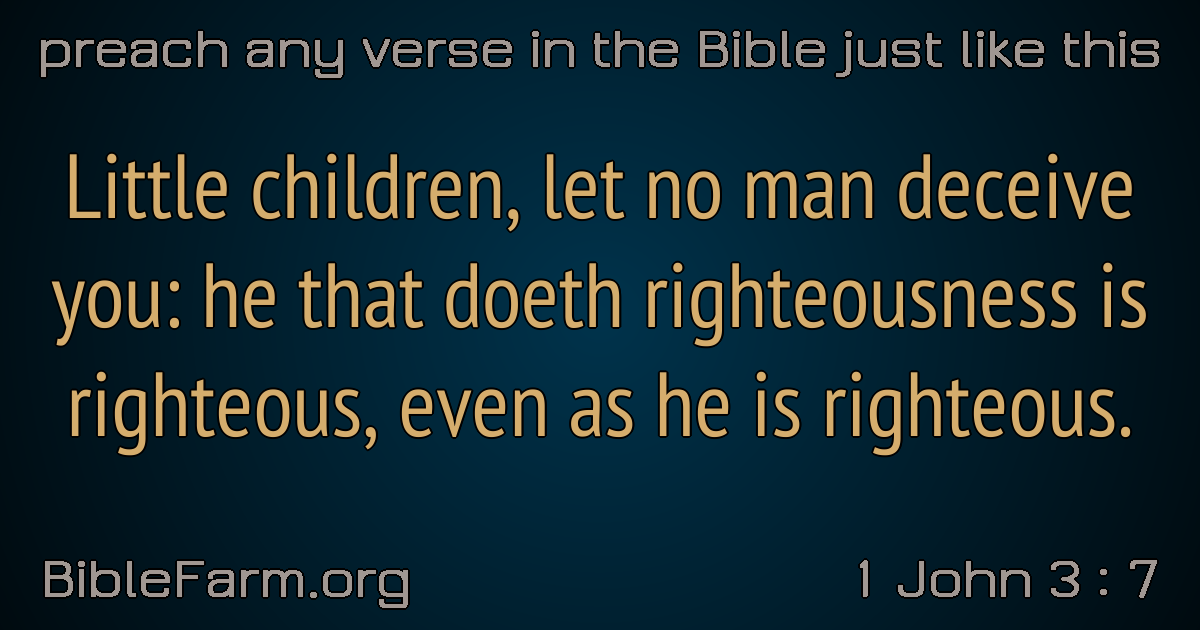 preach any verse in the Bible just like this
Little children, let no man deceive
you: he that doeth righteousness is
righteous, even as he is righteous.
BibleFarm.org
1 John 3 : 7